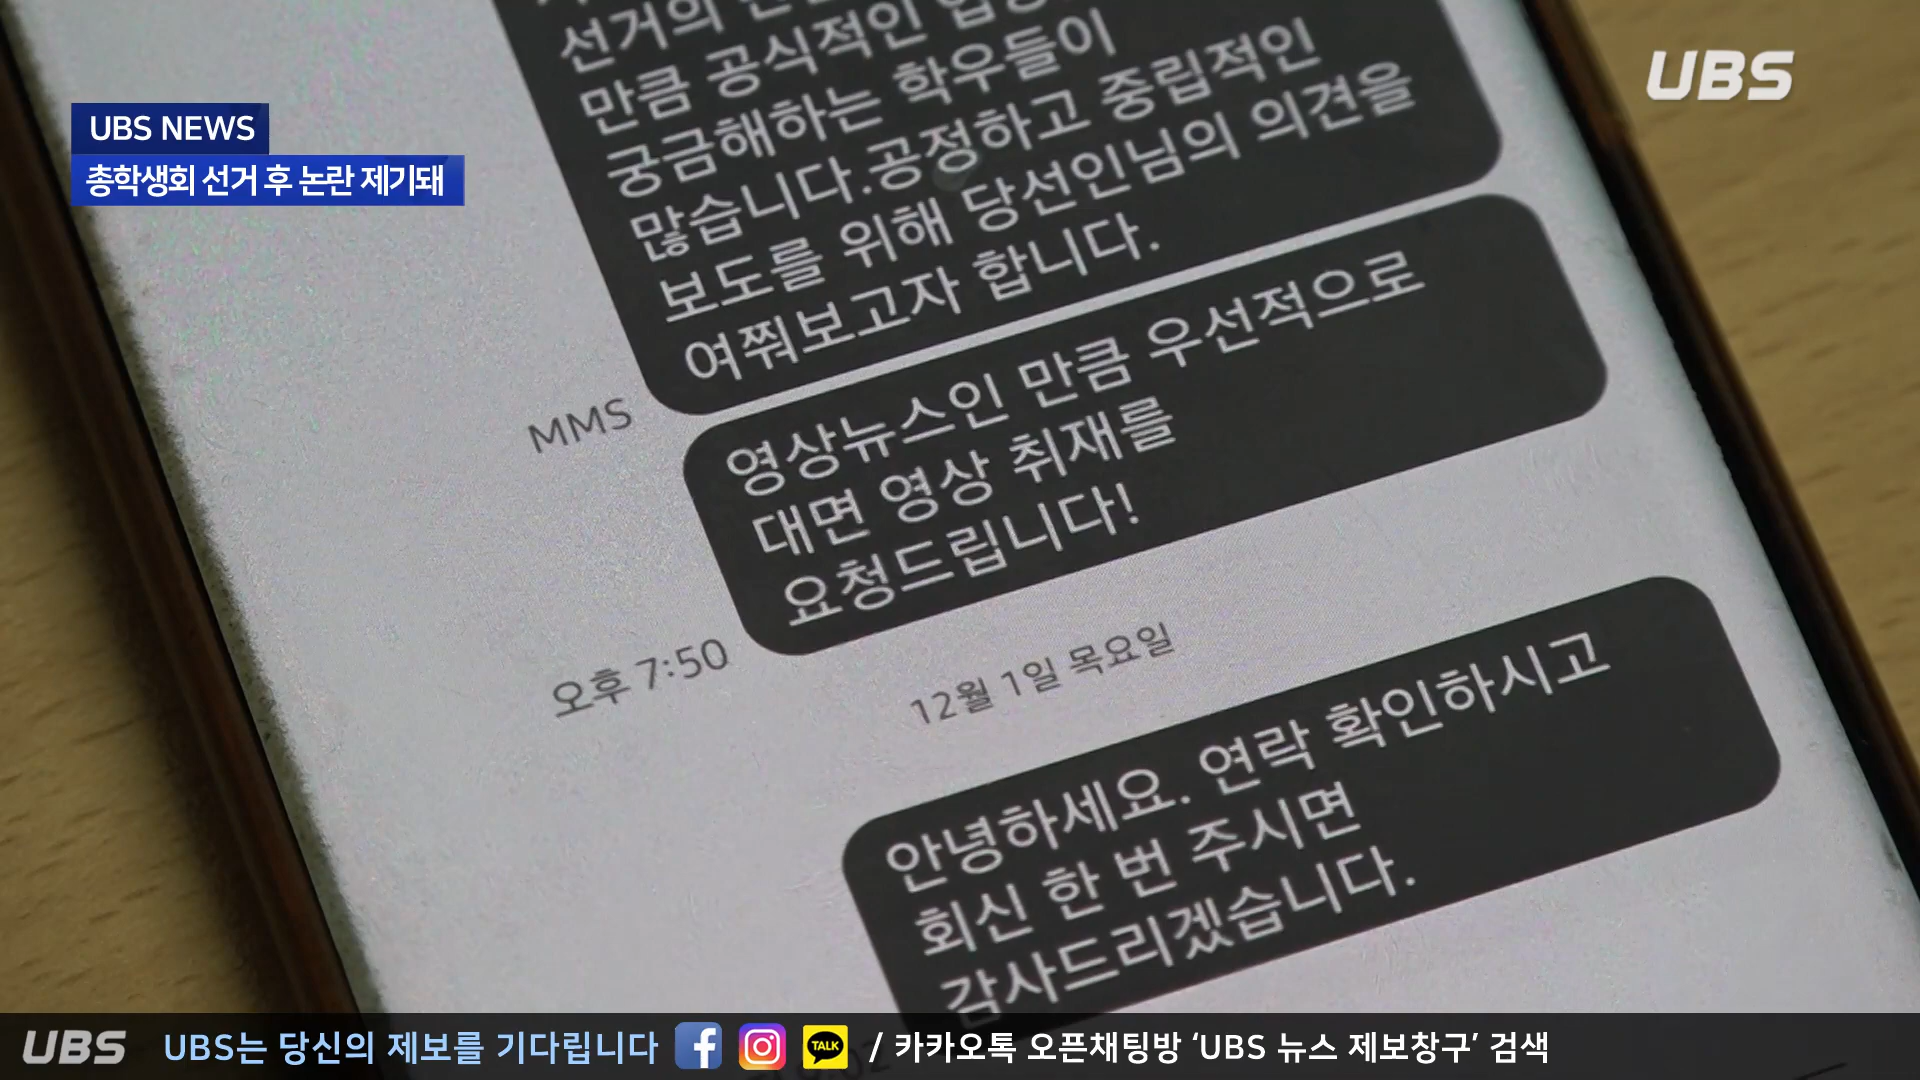 UBS
UBS NEWS
총학생회 선거 후 논란 제기돼
선거의
만큼 공식적인
궁금해하는 학우들이
많습니다.공정하고 중립적인
보도를 위해 당선인님의 의견을
여쭤보고자 합니다.
MMS
영상뉴스인 만큼 우선적으로
대면 영상 취재를
요청드립니다!
오후 7:50
12월 1일 목요일
안녕하세요. 연락 확인하시고
회신 한 번 주시면
감사드리겠습니다.
UBS UBS는 당신의 제보를 기다립니다 f TALK / 카카오톡 오픈채팅방 ‘UBS 뉴스 제보창구’ 검색